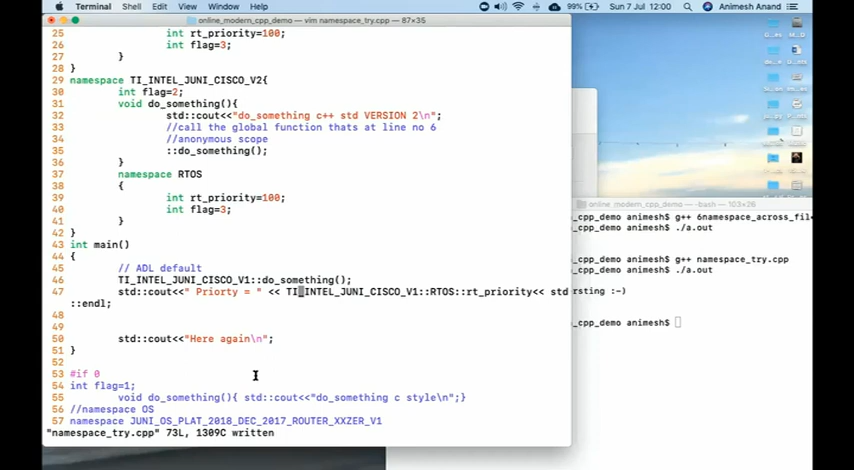 Terminal Shell Edit View Window Help 99% Sun 7 Jul 12:00 Animesh Anand
online_modern_cpp_demo — vim namespace_try.cpp — 87×35
25 int rt_priority=100;
26 int flag=3;
27 }
28 }
29 namespace TI_INTEL_JUNI_CISCO_V2{
30 int flag=2;
31 void do_something(){
32 std::cout<<"do_something c++ std VERSION 2\n";
33 //call the global function thats at line no 6
34 //anonymous scope
35 ::do_something();
36 }
37 namespace RTOS
38 {
39 int rt_priority=100;
40 int flag=3;
41 }
42 }
43 int main()
44 {
45 // ADL default
46 TI_INTEL_JUNI_CISCO_V1::do_something();
47 std::cout<<" Priorty = " << TI_INTEL_JUNI_CISCO_V1::RTOS::rt_priority<< std
::endl;
48
49
50 std::cout<<"Here again\n";
51 }
52
53 #if 0
54 int flag=1;
55 void do_something(){ std::cout<<"do_something c style\n";}
56 //namespace OS
57 namespace JUNI_OS_PLAT_2018_DEC_2017_ROUTER_XXZER_V1
"namespace_try.cpp" 73L, 1309C written
online_modern_cpp_demo — -bash — 103×26
_cpp_demo animesh$ g++ 6namespace_across_fil
_cpp_demo animesh$ ./a.out
_cpp_demo animesh$ g++ namespace_try.cpp
_cpp_demo animesh$ ./a.out
rsting :-)
_cpp_demo animesh$